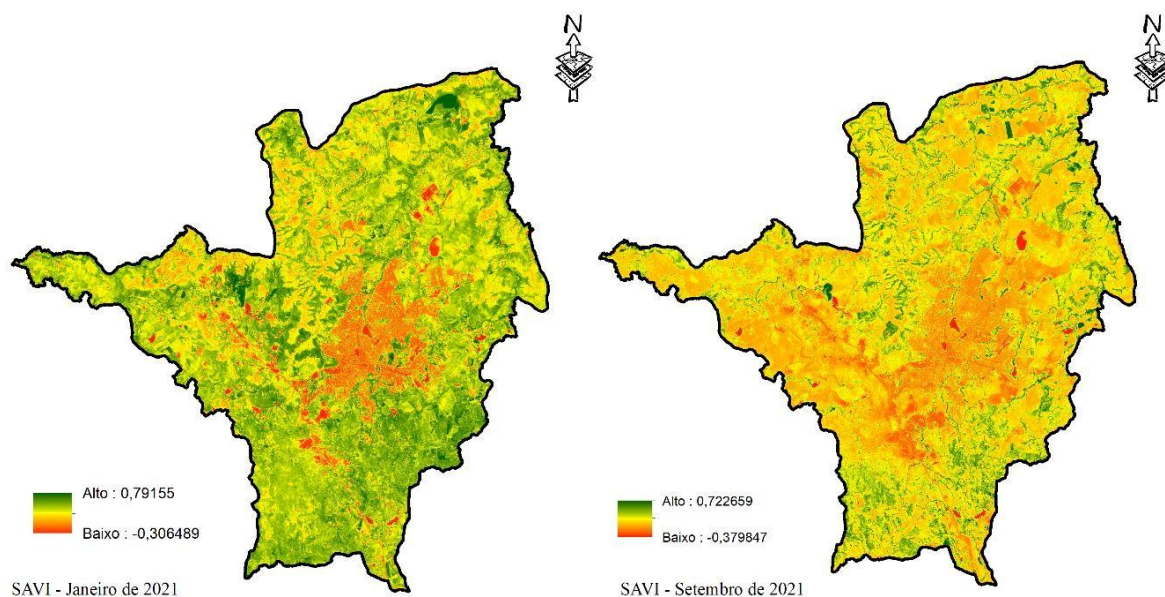 N
Alto : 0,79155
Baixo : -0,306489
SAVI - Janeiro de 2021
N
Alto : 0,722659
Baixo : -0,379847
SAVI - Setembro de 2021